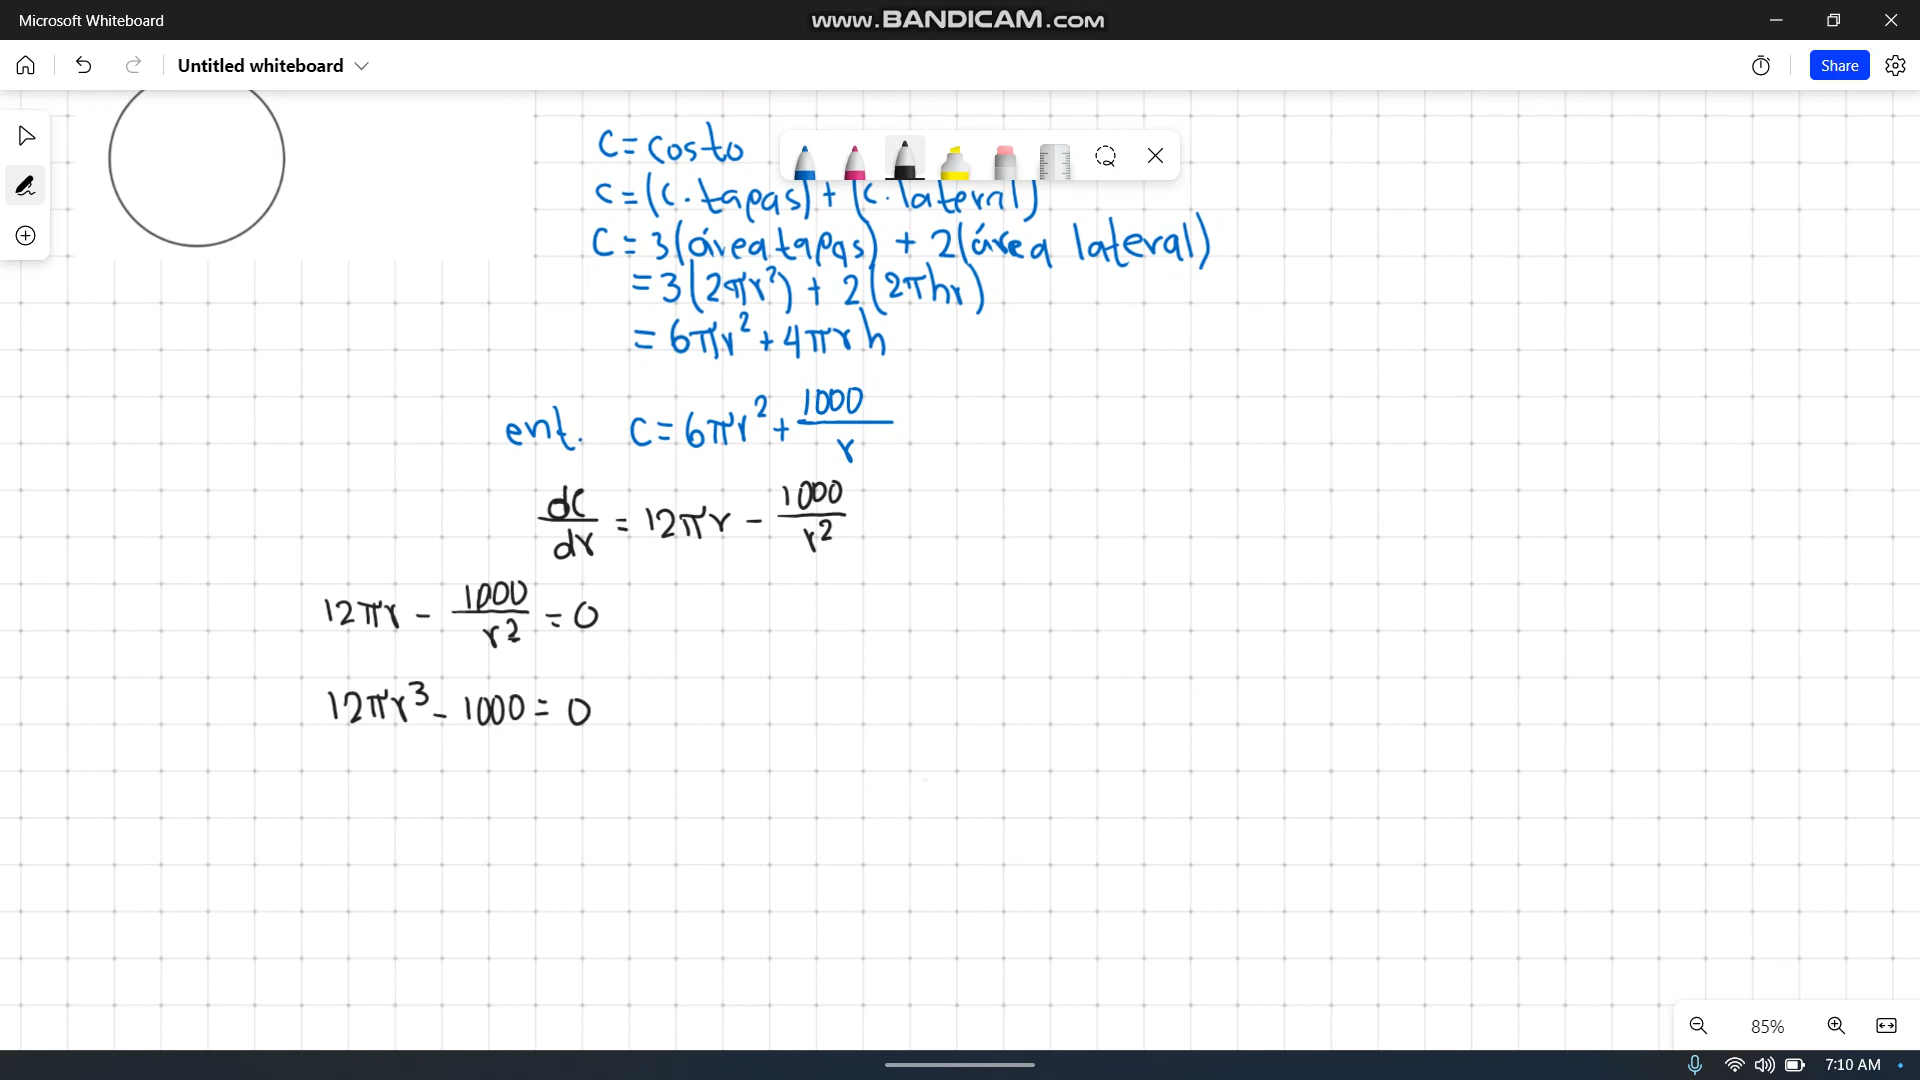 Microsoft Whiteboard
www.BANDICAM.com
Untitled whiteboard
Share
C = costo
C = (C. tapas) + (C. lateral)
C = 3(área tapas) + 2(área lateral)
= 3(2πr²) + 2(2πhr)
= 6πr² + 4πrh
ent. C = 6πr² + 1000/r
dC/dr = 12πr - 1000/r²
12πr - 1000/r² = 0
12πr³ - 1000 = 0
85%
7:10 AM